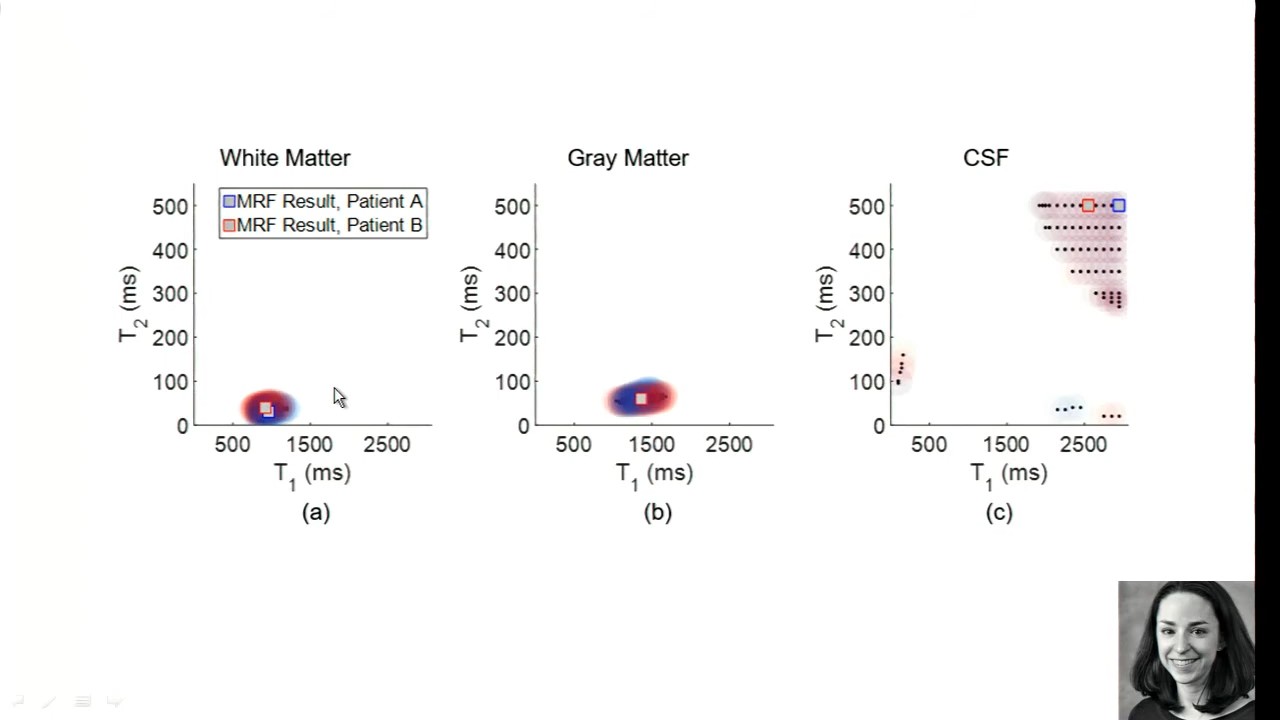 White Matter
MRF Result, Patient A
MRF Result, Patient B
T2 (ms)
500
400
300
200
100
0
500 1500 2500
T1 (ms)
(a)
Gray Matter
T2 (ms)
500
400
300
200
100
0
500 1500 2500
T1 (ms)
(b)
CSF
T2 (ms)
500
400
300
200
100
0
500 1500 2500
T1 (ms)
(c)